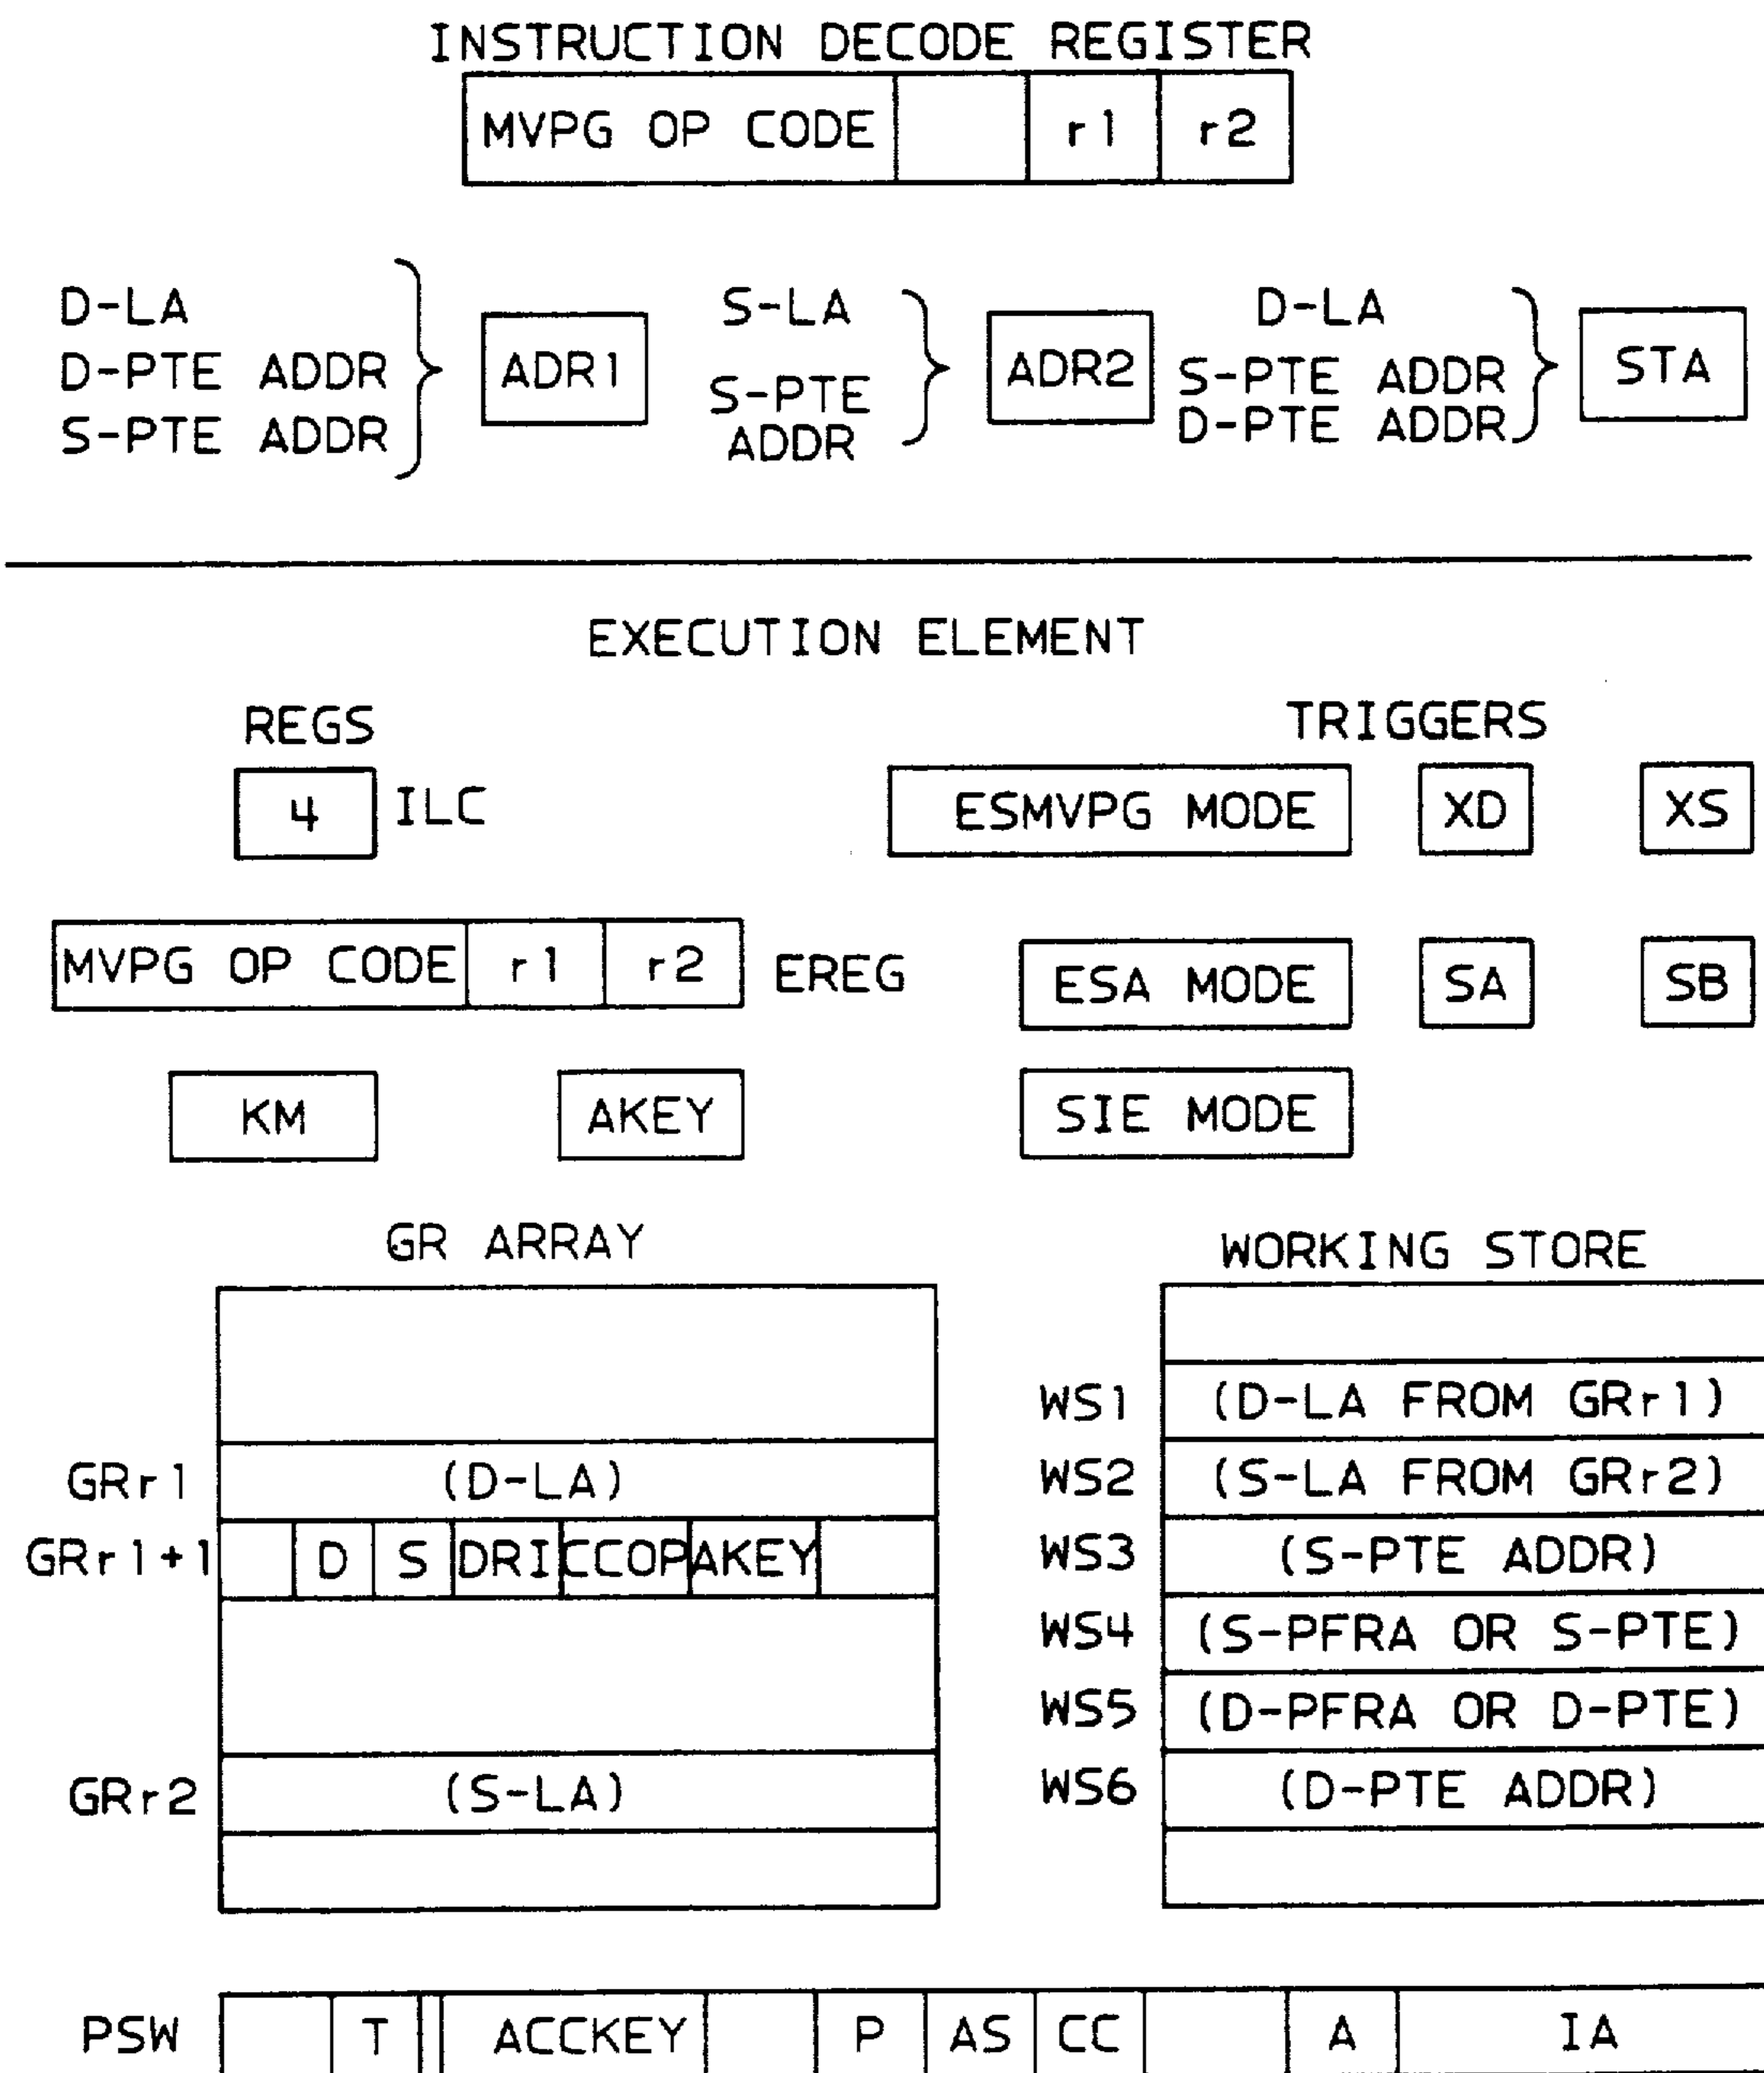 INSTRUCTION DECODE REGISTER
MVPG OP CODE r1 r2
D-LA
D-PTE ADDR
S-PTE ADDR
ADR1
S-LA
S-PTE
ADDR
ADR2
D-LA
S-PTE ADDR
D-PTE ADDR
STA
EXECUTION ELEMENT
REGS
TRIGGERS
4 ILC
ESMVPG MODE XD XS
MVPG OP CODE r1 r2 EREG
ESA MODE SA SB
KM AKEY
SIE MODE
GR ARRAY
GRr1 (D-LA)
GRr1+1 D S DRI CCOP AKEY
GRr2 (S-LA)
WORKING STORE
WS1 (D-LA FROM GRr1)
WS2 (S-LA FROM GRr2)
WS3 (S-PTE ADDR)
WS4 (S-PFRA OR S-PTE)
WS5 (D-PFRA OR D-PTE)
WS6 (D-PTE ADDR)
PSW T ACCKEY P AS CC A IA